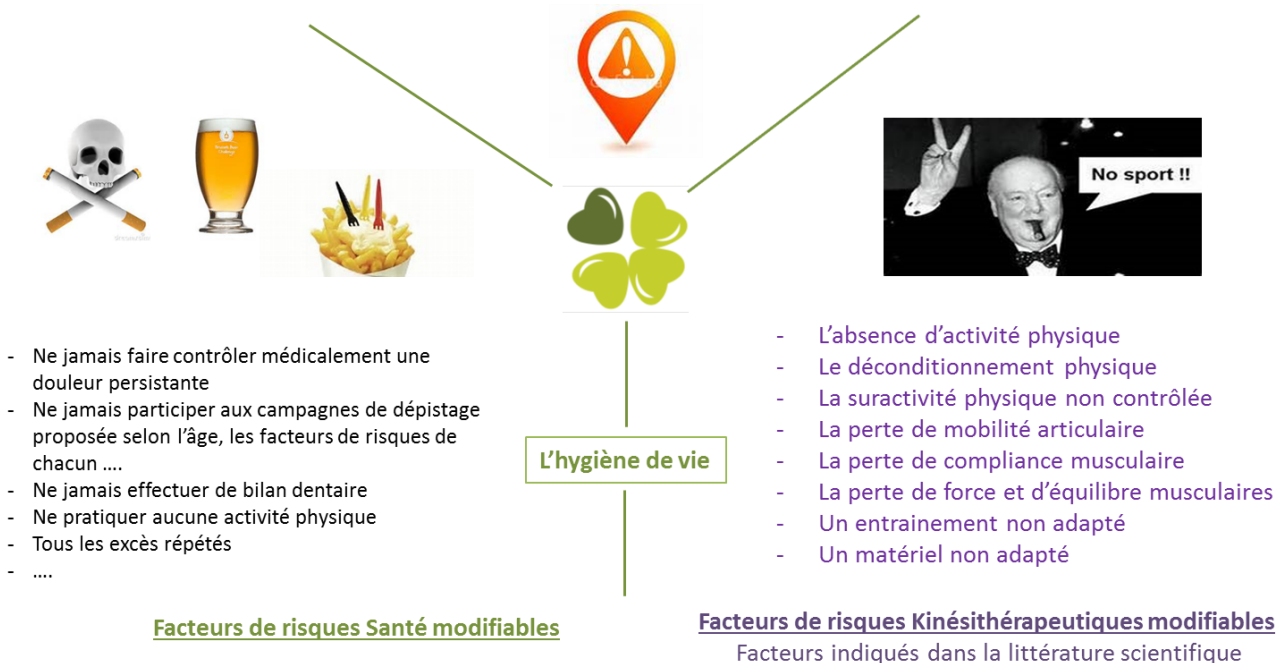 No sport !!
- Ne jamais faire contrôler médicalement une
douleur persistante
- Ne jamais participer aux campagnes de dépistage
proposée selon l'âge, les facteurs de risques de
chacun ....
- Ne jamais effectuer de bilan dentaire
- Ne pratiquer aucune activité physique
- Tous les excès répétés
- ....
Facteurs de risques Santé modifiables
L'hygiène de vie
- L'absence d'activité physique
- Le déconditionnement physique
- La suractivité physique non contrôlée
- La perte de mobilité articulaire
- La perte de compliance musculaire
- La perte de force et d'équilibre musculaires
- Un entrainement non adapté
- Un matériel non adapté
Facteurs de risques Kinésithérapeutiques modifiables
Facteurs indiqués dans la littérature scientifique